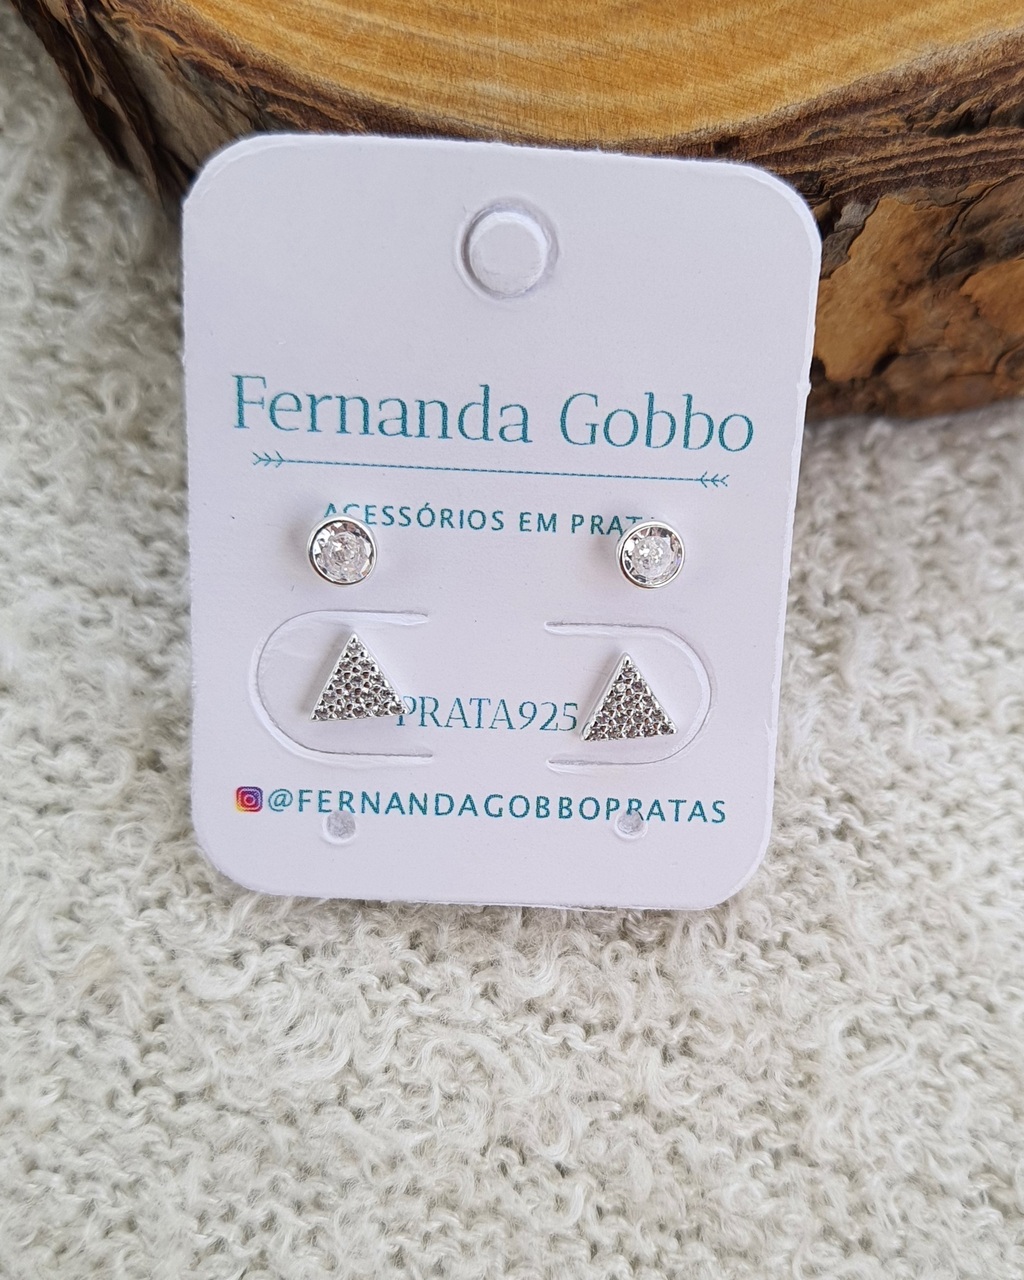 Fernanda Gobbo
ACESSÓRIOS EM PRATA
PRATA925
@FERNANDAGOBBOPRATAS